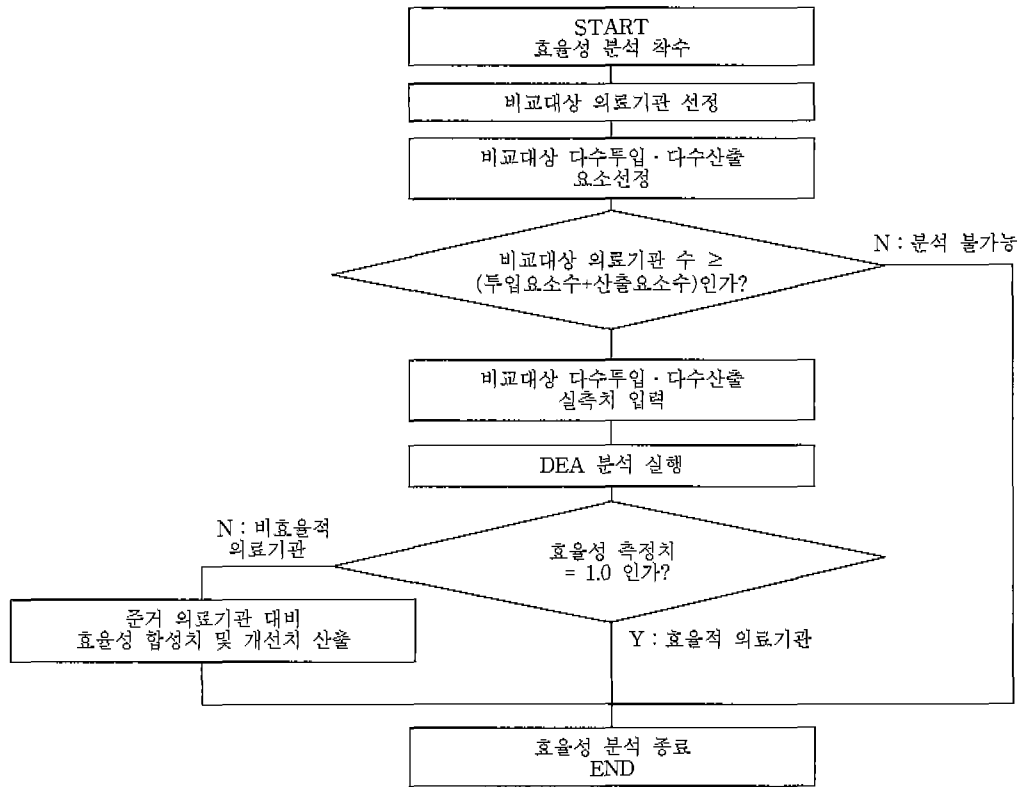 START
효율성 분석 착수
비교대상 의료기관 선정
비교대상 다수투입·다수산출
요소선정
비교대상 의료기관 수 ≥
(투입요소수+산출요소수)인가?
N : 분석 불가능
비교대상 다수투입·다수산출
실측치 입력
DEA 분석 실행
N : 비효율적
의료기관
효율성 측정치
= 1.0 인가?
준거 의료기관 대비
효율성 합성치 및 개선치 산출
Y : 효율적 의료기관
효율성 분석 종료
END